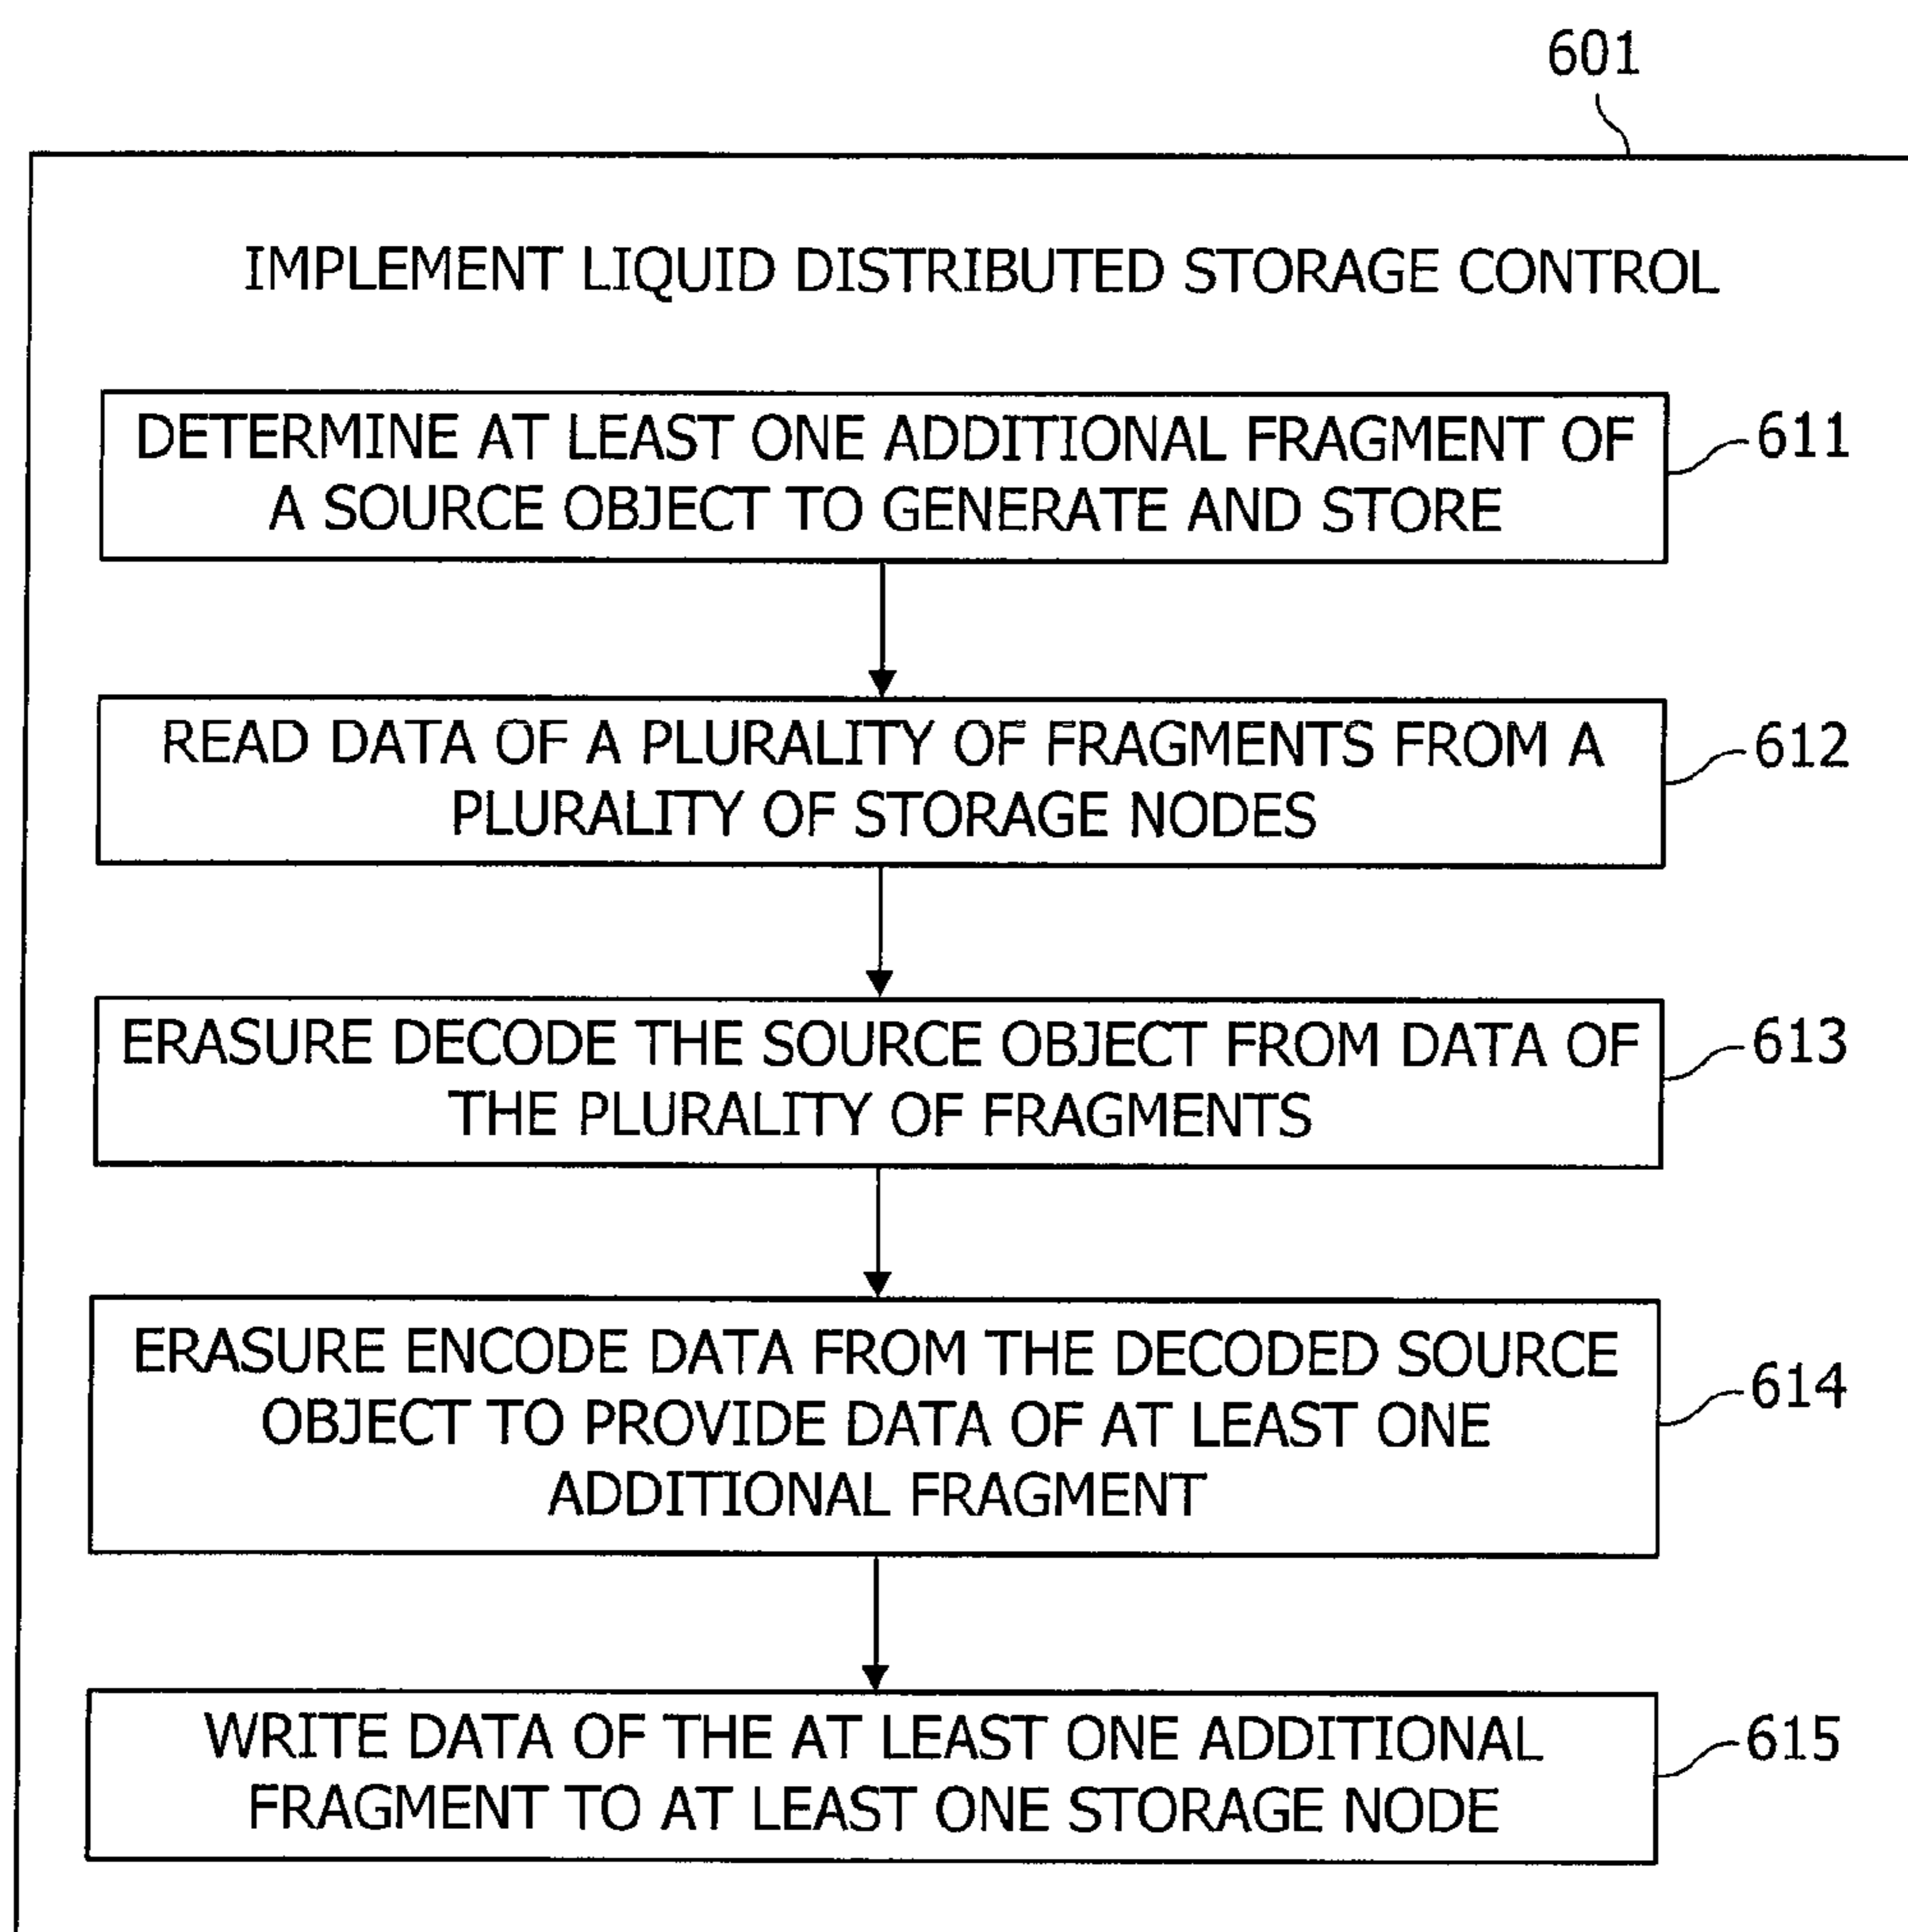 601
IMPLEMENT LIQUID DISTRIBUTED STORAGE CONTROL
DETERMINE AT LEAST ONE ADDITIONAL FRAGMENT OF
A SOURCE OBJECT TO GENERATE AND STORE
611
READ DATA OF A PLURALITY OF FRAGMENTS FROM A
PLURALITY OF STORAGE NODES
612
ERASURE DECODE THE SOURCE OBJECT FROM DATA OF
THE PLURALITY OF FRAGMENTS
613
ERASURE ENCODE DATA FROM THE DECODED SOURCE
OBJECT TO PROVIDE DATA OF AT LEAST ONE
ADDITIONAL FRAGMENT
614
WRITE DATA OF THE AT LEAST ONE ADDITIONAL
FRAGMENT TO AT LEAST ONE STORAGE NODE
615